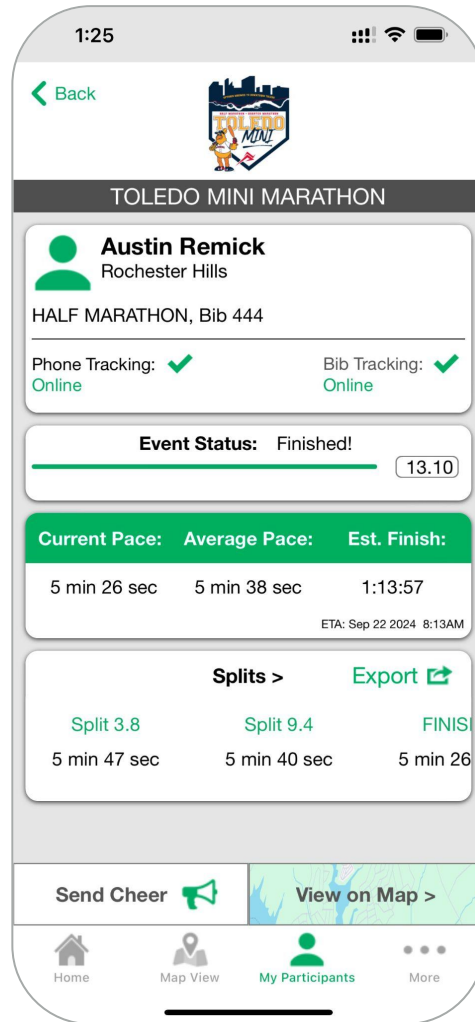 1:25
Back
TOLEDO
MINI
TOLEDO MINI MARATHON
Austin Remick
Rochester Hills
HALF MARATHON, Bib 444
Phone Tracking: Bib Tracking:
Online Online
Event Status: Finished!
13.10
Current Pace: Average Pace: Est. Finish:
5 min 26 sec 5 min 38 sec 1:13:57
ETA: Sep 22 2024 8:13AM
Splits > Export
Split 3.8 Split 9.4 FINIS
5 min 47 sec 5 min 40 sec 5 min 26
Send Cheer View on Map >
Home Map View My Participants More